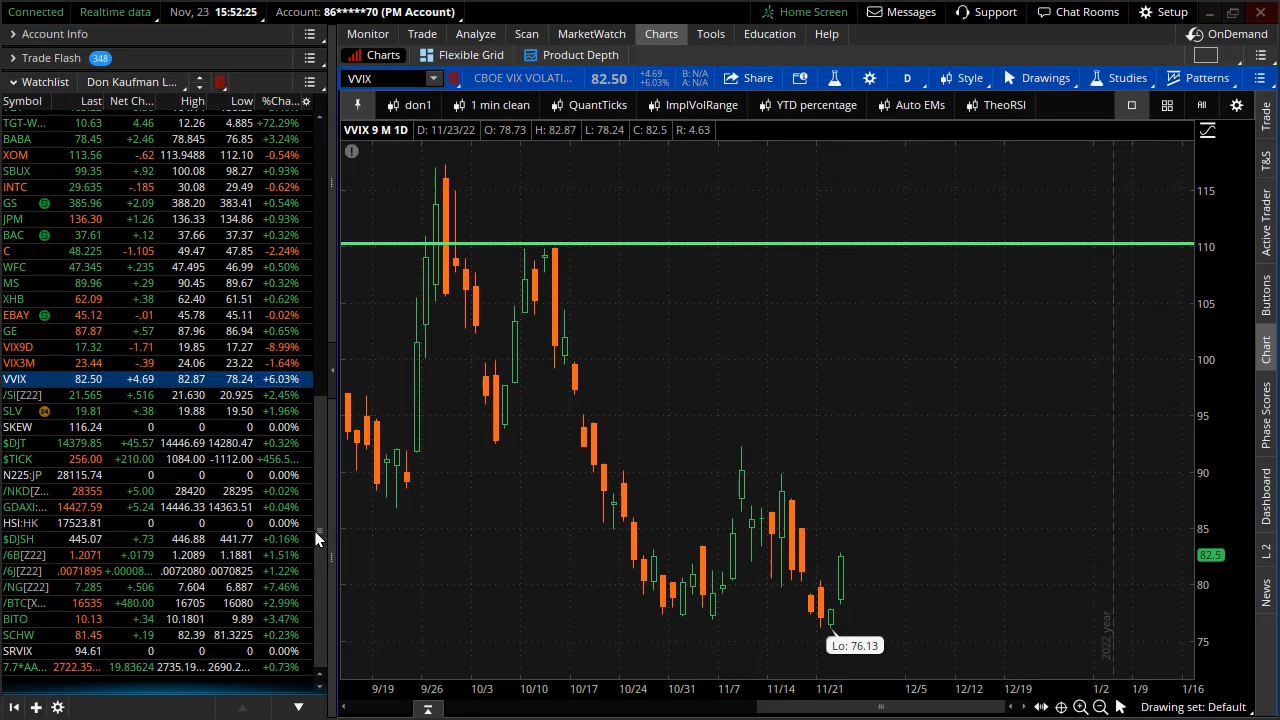 Connected Realtime data Nov, 23 15:52:25 Account: 86*****70 (PM Account) Home Screen Messages Support Chat Rooms Setup
Account Info
Trade Flash 348
Watchlist Don Kaufman L...
Symbol Last Net Ch... High Low %Cha...
TGT-W... 10.63 4.46 12.26 4.885 +72.29%
BABA 78.45 +2.46 78.845 76.85 +3.24%
XOM 113.56 -.62 113.9488 112.10 -0.54%
SBUX 99.35 +.92 100.08 98.27 +0.93%
INTC 29.635 -.185 30.08 29.49 -0.62%
GS 385.96 +2.09 388.20 383.41 +0.54%
JPM 136.30 +1.26 136.33 134.86 +0.93%
BAC 37.61 +.12 37.66 37.37 +0.32%
C 48.225 -1.105 49.47 47.85 -2.24%
WFC 47.345 +.235 47.495 46.99 +0.50%
MS 89.96 +.29 90.45 89.67 +0.32%
XHB 62.09 +.38 62.40 61.51 +0.62%
EBAY 45.12 -.01 45.78 45.11 -0.02%
GE 87.87 +.57 87.96 86.94 +0.65%
VIX9D 17.32 -1.71 19.85 17.27 -8.99%
VIX3M 23.44 -.39 24.06 23.22 -1.64%
VVIX 82.50 +4.69 82.87 78.24 +6.03%
/SI[Z22] 21.565 +.516 21.630 20.925 +2.45%
SLV 19.81 +.38 19.88 19.50 +1.96%
SKEW 116.24 0 0 0.00%
$DJT 14379.85 +45.57 14446.69 14280.47 +0.32%
$TICK 256.00 +210.00 1084.00 -1112.00 +456.5...
N225:JP 28115.74 0 0 0.00%
/NKD[Z... 28355 +5.00 28420 28295 +0.02%
GDAXI:... 14427.59 +5.24 14446.33 14363.51 +0.04%
HSI:HK 17523.81 0 0 0.00%
$DJSH 445.07 +.73 446.88 441.77 +0.16%
/6B[Z22] 1.2071 +.0179 1.2089 1.1881 +1.51%
/6J[Z22] .0071895 +.00008... .0072080 .0070825 +1.22%
/NG[Z22] 7.285 +.506 7.604 6.887 +7.46%
/BTC[X... 16535 +480.00 16705 16080 +2.99%
BITO 10.13 +.34 10.1801 9.89 +3.47%
SCHW 81.45 +.19 82.39 81.3223 +0.23%
SRVIX 94.61 0 0 0.00%
7.7*AA... 2722.35... 19.83624 2735.19... 2690.2... +0.73%
Monitor Trade Analyze Scan MarketWatch Charts Tools Education Help OnDemand
Charts Flexible Grid Product Depth
VVIX CBOE VIX VOLATI... 82.50 +4.69 B: N/A Share D Style Drawings Studies Patterns
+6.03% A: N/A
don1 1 min clean QuantTicks ImplVolRange YTD percentage Auto EMs TheoRSI All
VVIX 9 M 1D D: 11/23/22 O: 78.73 H: 82.87 L: 78.24 C: 82.5 R: 4.63
115
110
105
100
95
90
85
82.5
80
75
Lo: 76.13
2022 year
9/19 9/26 10/3 10/10 10/17 10/24 10/31 11/7 11/14 11/21 12/5 12/12 12/19 1/2 1/9 1/16
Drawing set: Default
Trade
T&S
Active Trader
Buttons
Chart
Phase Scores
Dashboard
L 2
News